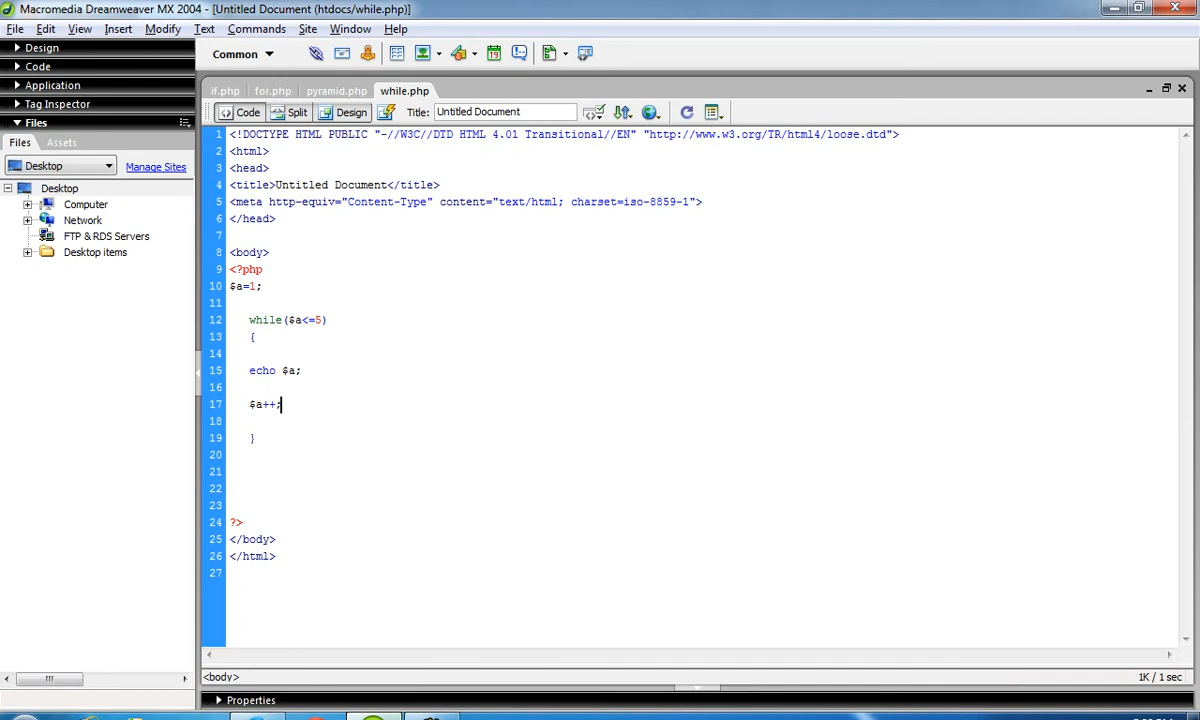 Macromedia Dreamweaver MX 2004 - [Untitled Document (htdocs/while.php)]
File Edit View Insert Modify Text Commands Site Window Help
Design
Code
Application
Tag Inspector
Files
Files Assets
Desktop Manage Sites
Desktop
Computer
Network
FTP & RDS Servers
Desktop items
Common
if.php for.php pyramid.php while.php
Code Split Design Title: Untitled Document
1 <!DOCTYPE HTML PUBLIC "-//W3C//DTD HTML 4.01 Transitional//EN" "http://www.w3.org/TR/html4/loose.dtd">
2 <html>
3 <head>
4 <title>Untitled Document</title>
5 <meta http-equiv="Content-Type" content="text/html; charset=iso-8859-1">
6 </head>
7
8 <body>
9 <?php
10 $a=1;
11
12 while($a<=5)
13 {
14
15 echo $a;
16
17 $a++;
18
19 }
20
21
22
23
24 ?>
25 </body>
26 </html>
27
<body> 1K / 1 sec
Properties